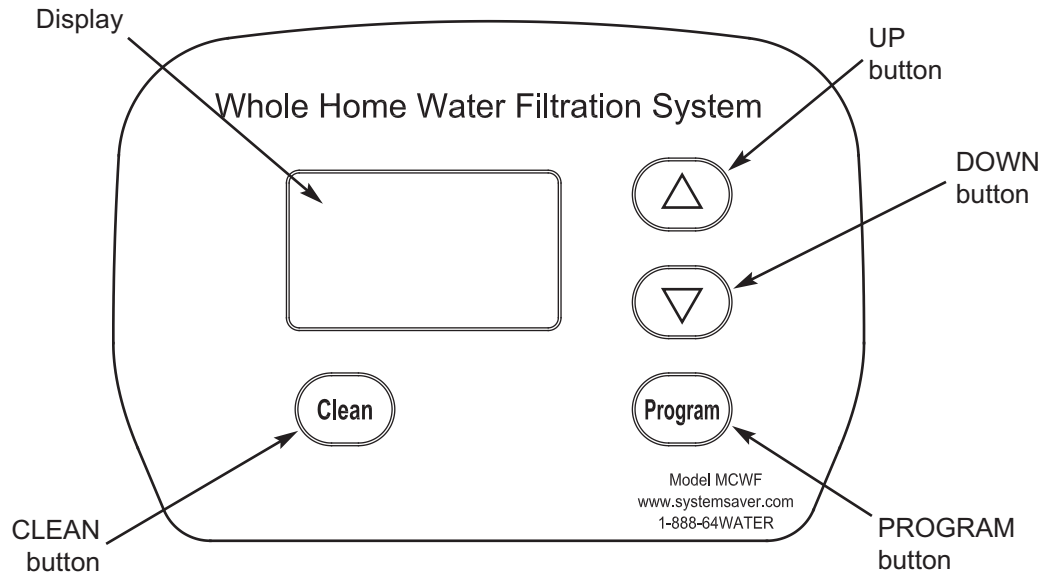 Display
UP
button
Whole Home Water Filtration System
DOWN
button
Clean
Program
Model MCWF
www.systemsaver.com
1-888-64WATER
CLEAN
button
PROGRAM
button